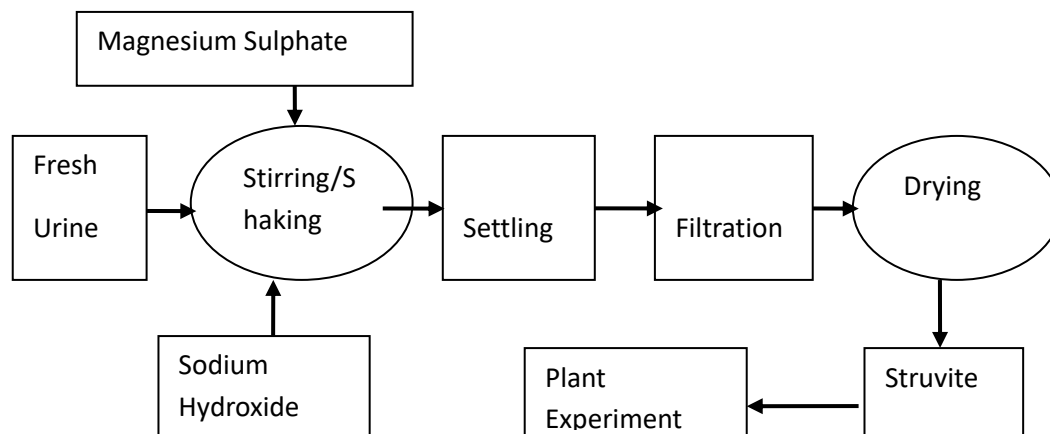 Magnesium Sulphate
Fresh
Urine
Stirring/S
haking
Settling
Filtration
Drying
Sodium
Hydroxide
Plant
Experiment
Struvite